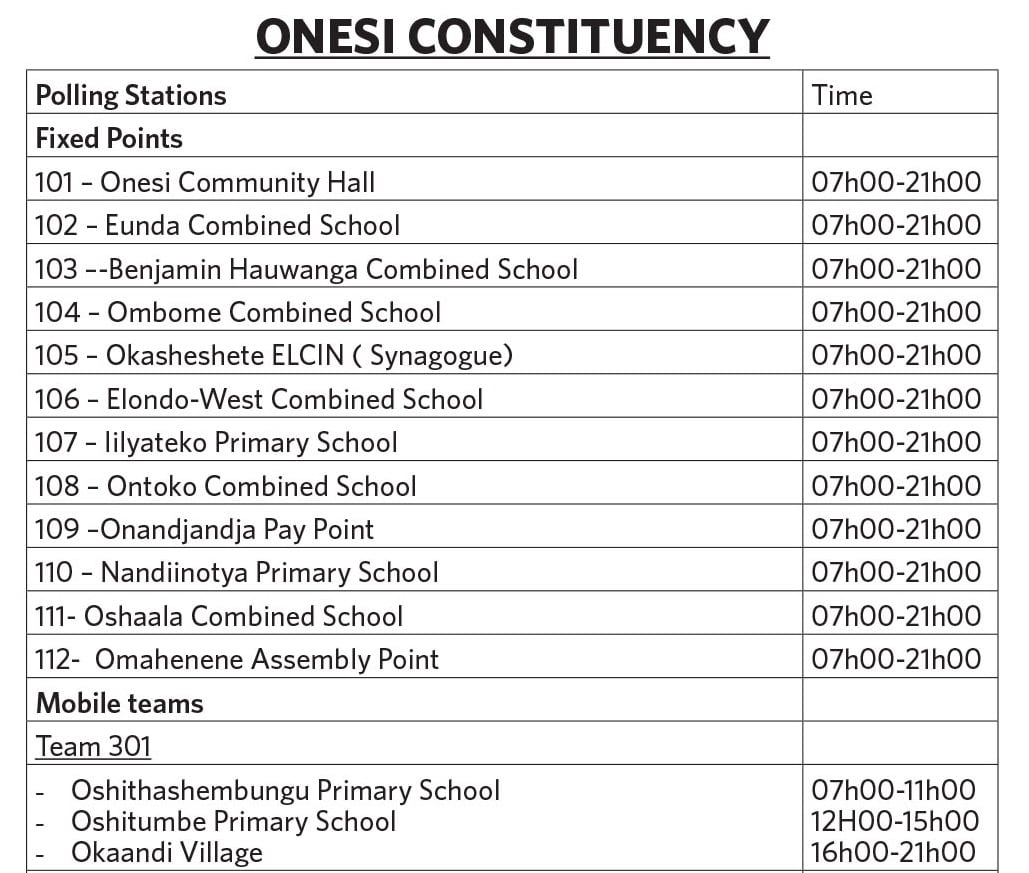 ONESI CONSTITUENCY
Polling Stations Time
Fixed Points
101 – Onesi Community Hall 07h00-21h00
102 – Eunda Combined School 07h00-21h00
103 –-Benjamin Hauwanga Combined School 07h00-21h00
104 – Ombome Combined School 07h00-21h00
105 – Okasheshete ELCIN ( Synagogue) 07h00-21h00
106 – Elondo-West Combined School 07h00-21h00
107 – Iilyateko Primary School 07h00-21h00
108 – Ontoko Combined School 07h00-21h00
109 –Onandjandja Pay Point 07h00-21h00
110 – Nandiinotya Primary School 07h00-21h00
111- Oshaala Combined School 07h00-21h00
112- Omahenene Assembly Point 07h00-21h00
Mobile teams
Team 301
- Oshithashembungu Primary School 07h00-11h00
- Oshitumbe Primary School 12H00-15h00
- Okaandi Village 16h00-21h00